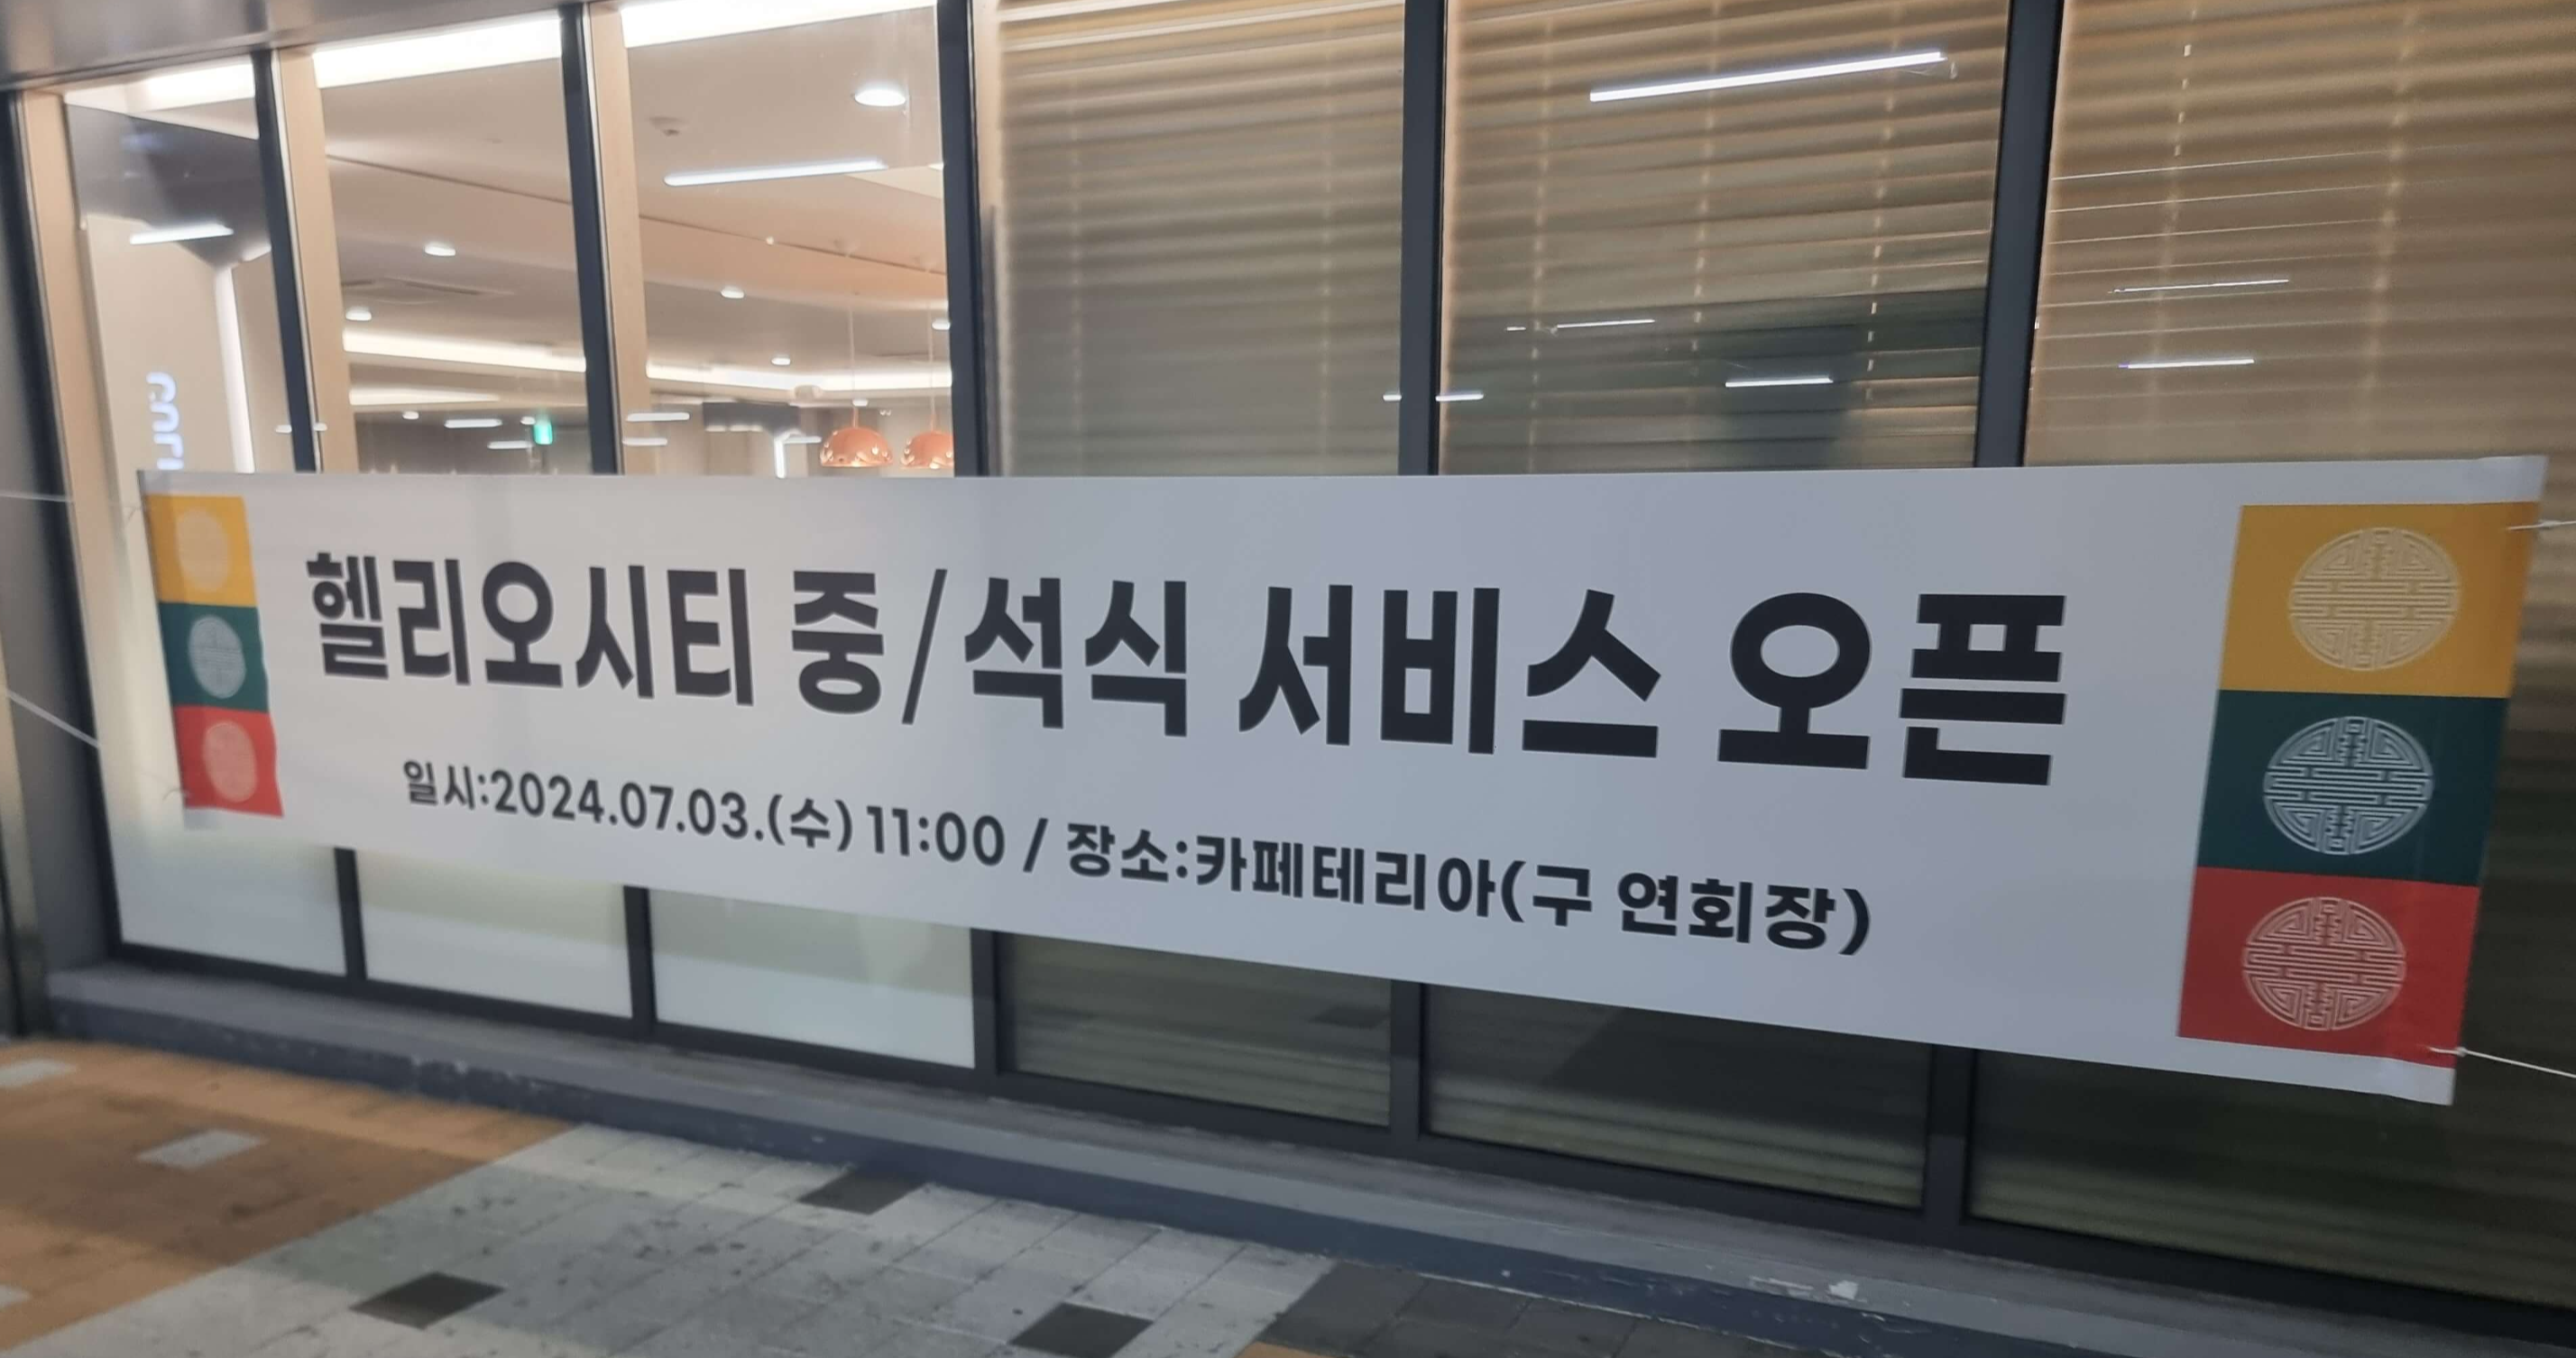 헬리오시티 중/석식 서비스 오픈
일시:2024.07.03.(수) 11:00 / 장소:카페테리아(구 연회장)